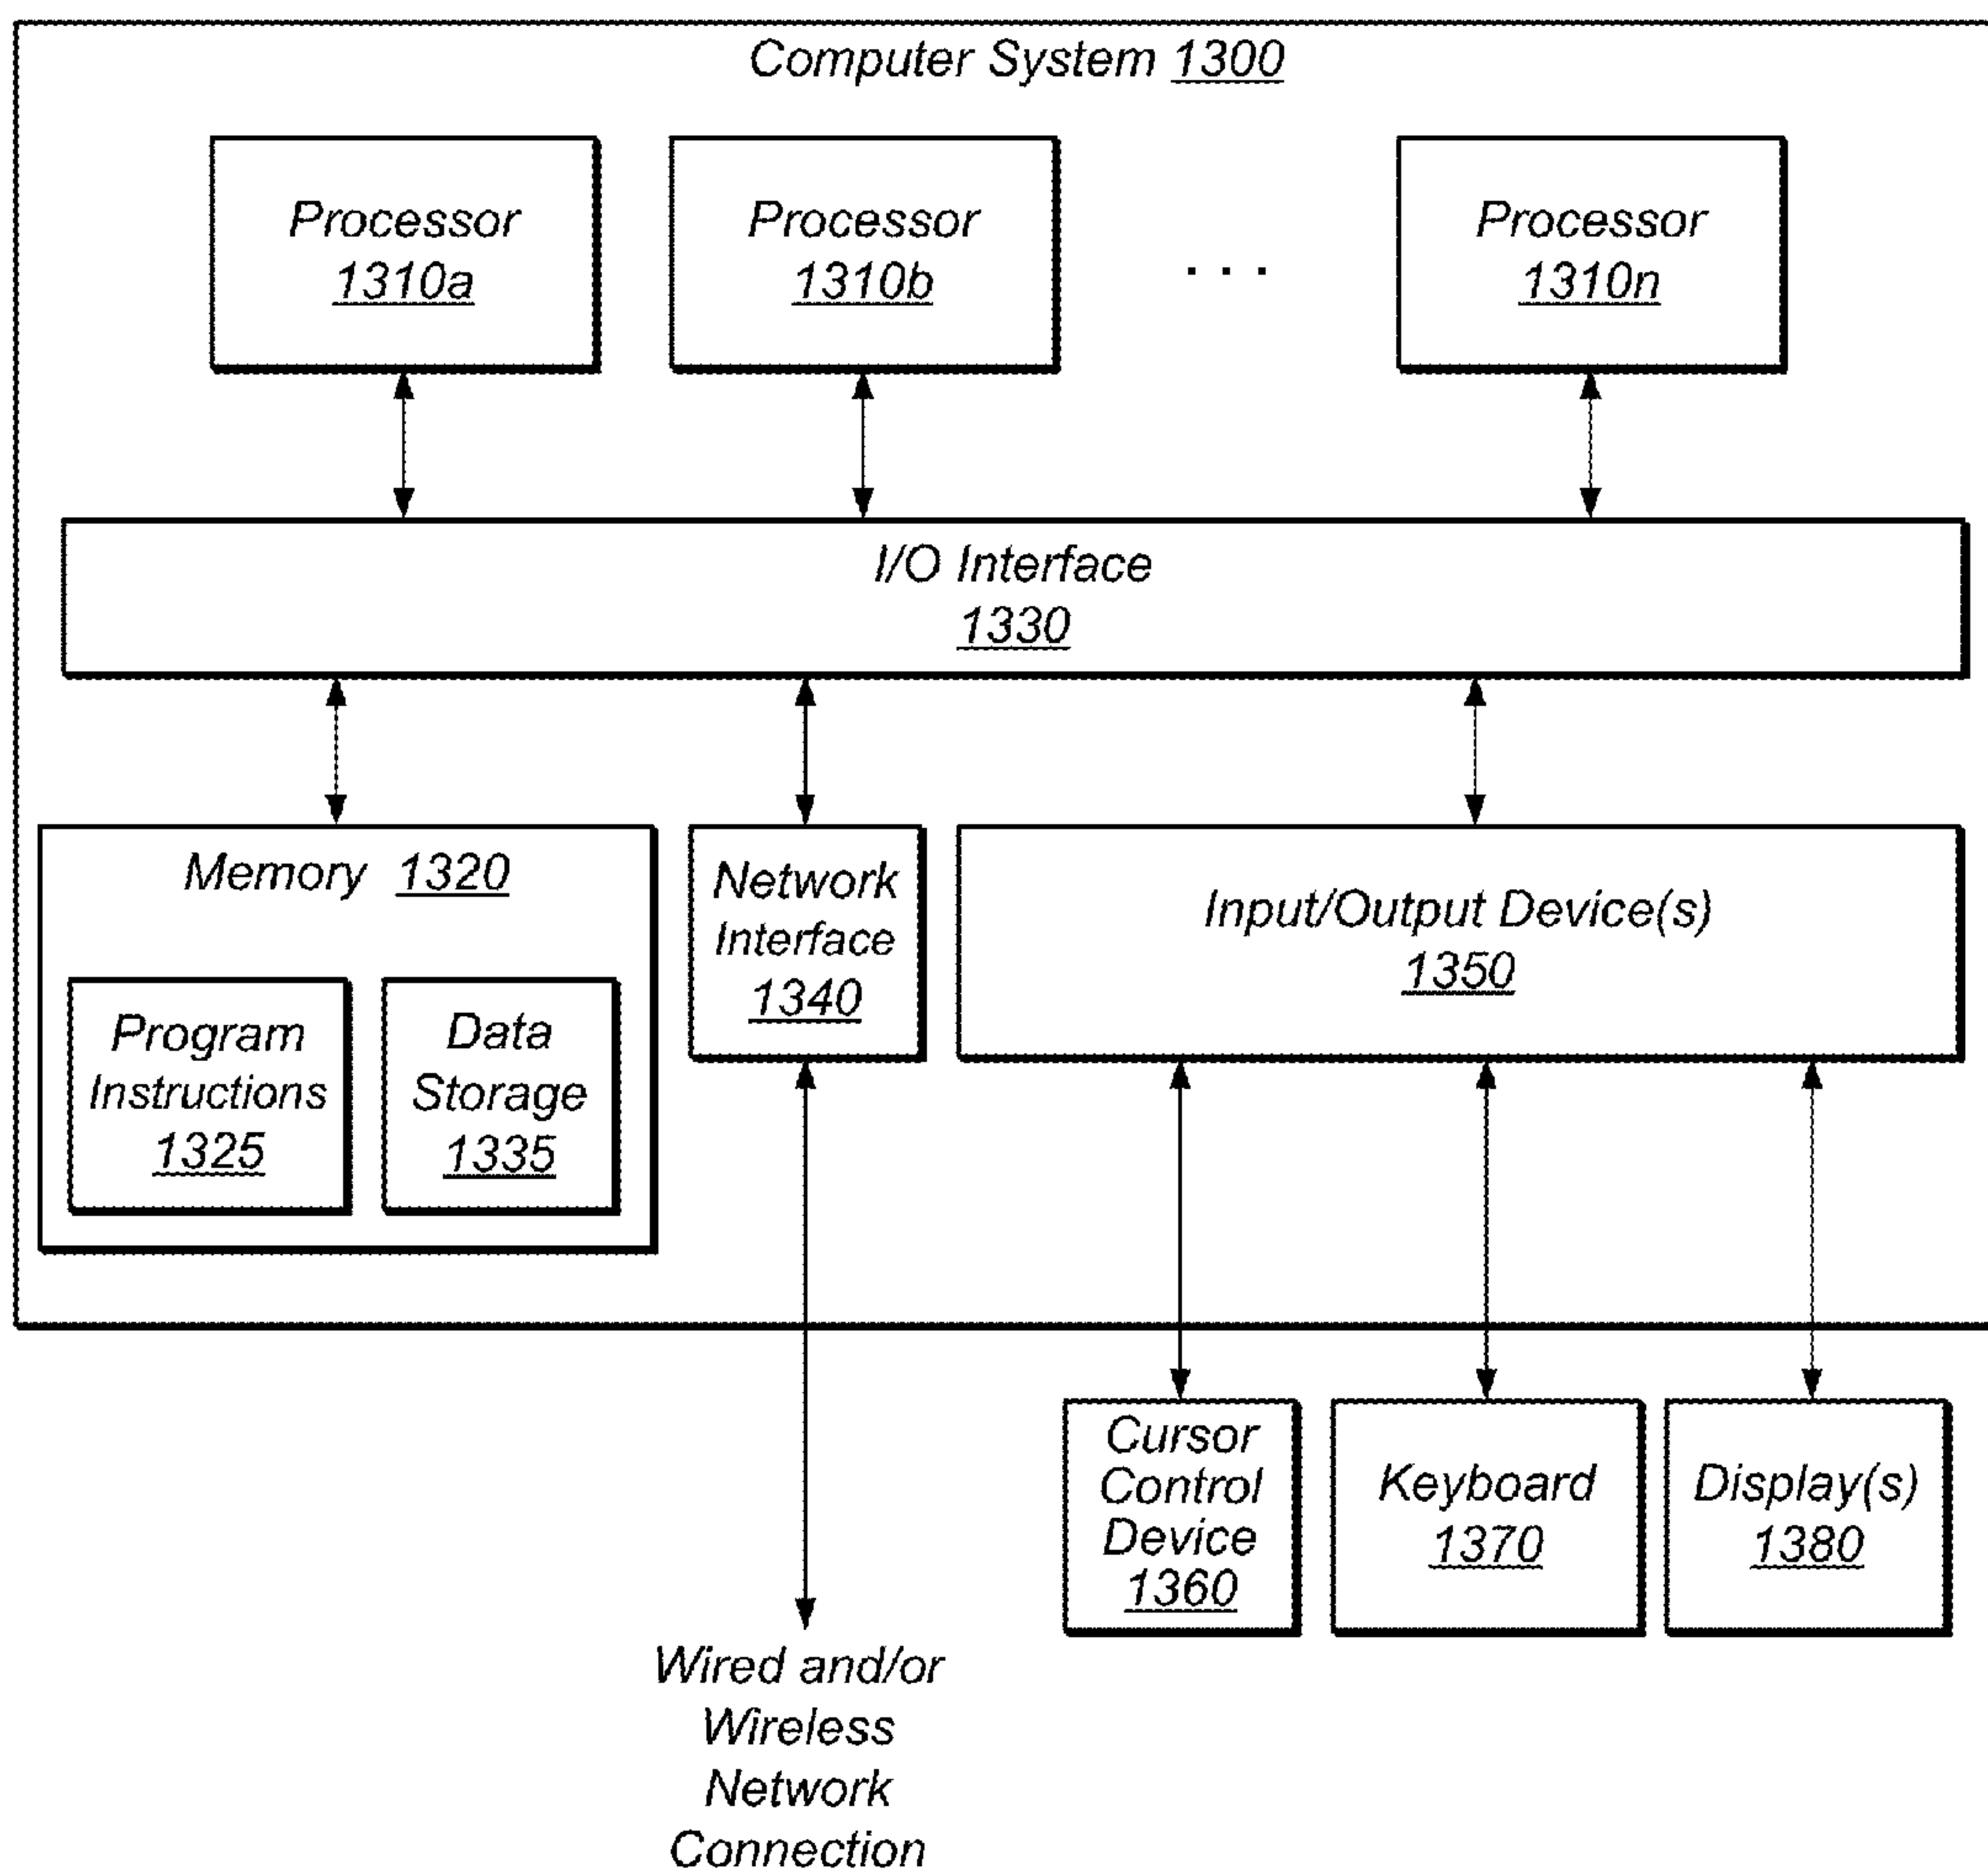 Computer System 1300
Processor
1310a
Processor
1310b
. . .
Processor
1310n
I/O Interface
1330
Memory 1320
Program
Instructions
1325
Data
Storage
1335
Network
Interface
1340
Input/Output Device(s)
1350
Cursor
Control
Device
1360
Keyboard
1370
Display(s)
1380
Wired and/or
Wireless
Network
Connection